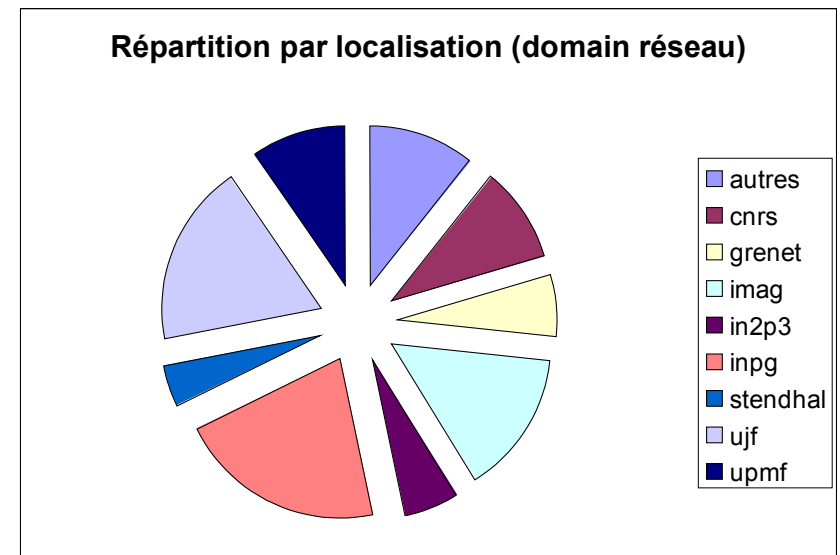 Répartition par localisation (domain réseau)
autres
cnrs
grenet
imag
in2p3
inpg
stendhal
ujf
upmf